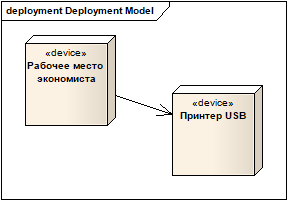 deployment Deployment Model
«device»
Рабочее место
экономиста
«device»
Принтер USB